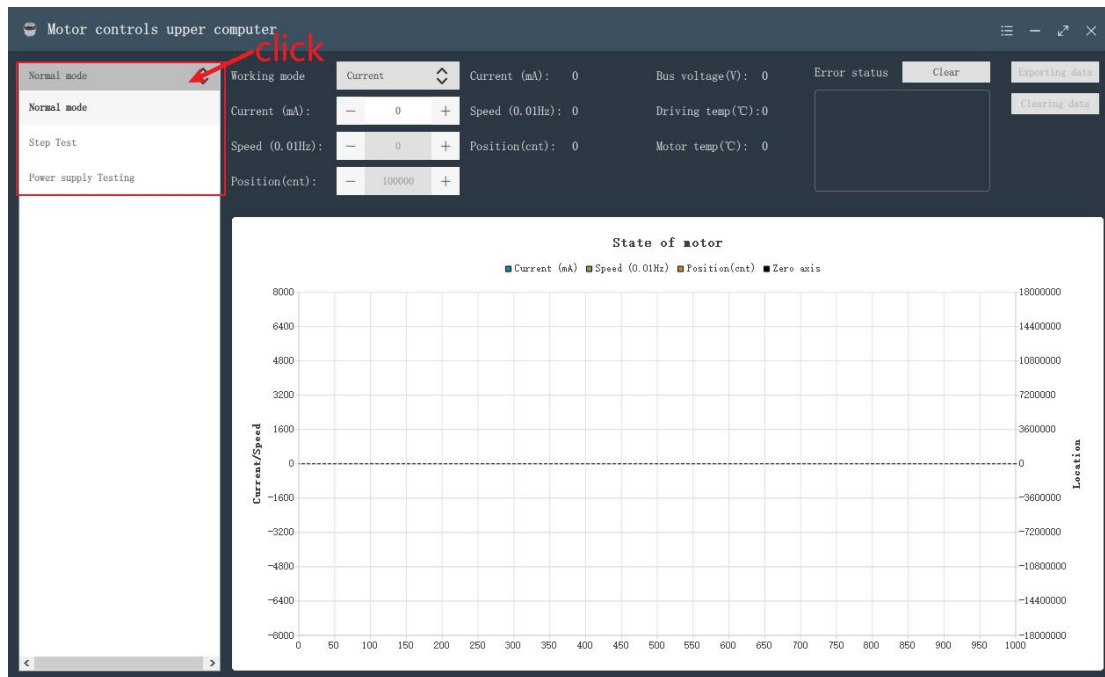 Motor controls upper computer
click
Normal mode
Normal mode
Step Test
Power supply Testing
Working mode Current Current (mA): 0 Bus voltage(V): 0 Error status Clear Exporting data
Current (mA): − 0 + Speed (0.01Hz): 0 Driving temp(℃):0 Clearing data
Speed (0.01Hz): − 0 + Position(cnt): 0 Motor temp(℃): 0
Position(cnt): − 100000 +
State of motor
Current (mA) Speed (0.01Hz) Position(cnt) Zero axis
8000 18000000
6400 14400000
4800 10800000
3200 7200000
1600 3600000
0 0
-1600 -3600000
-3200 -7200000
-4800 -10800000
-6400 -14400000
-8000 -18000000
Current/Speed
Location
0 50 100 150 200 250 300 350 400 450 500 550 600 650 700 750 800 850 900 950 1000